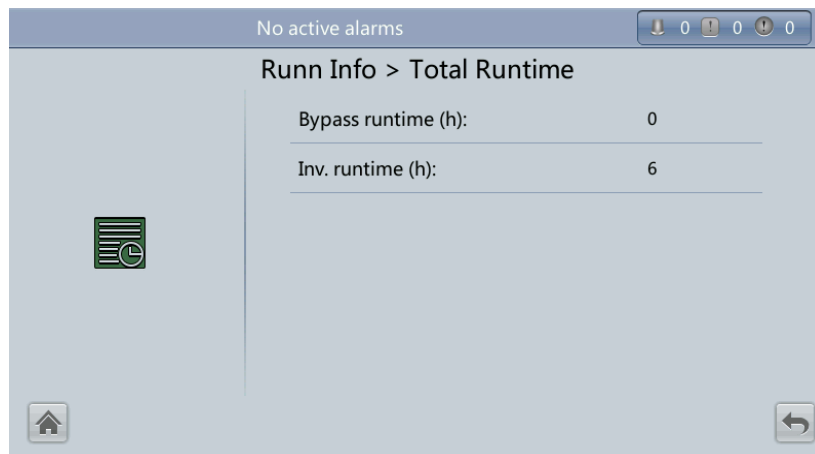 No active alarms 0 0 0
Runn Info > Total Runtime
Bypass runtime (h): 0
Inv. runtime (h): 6